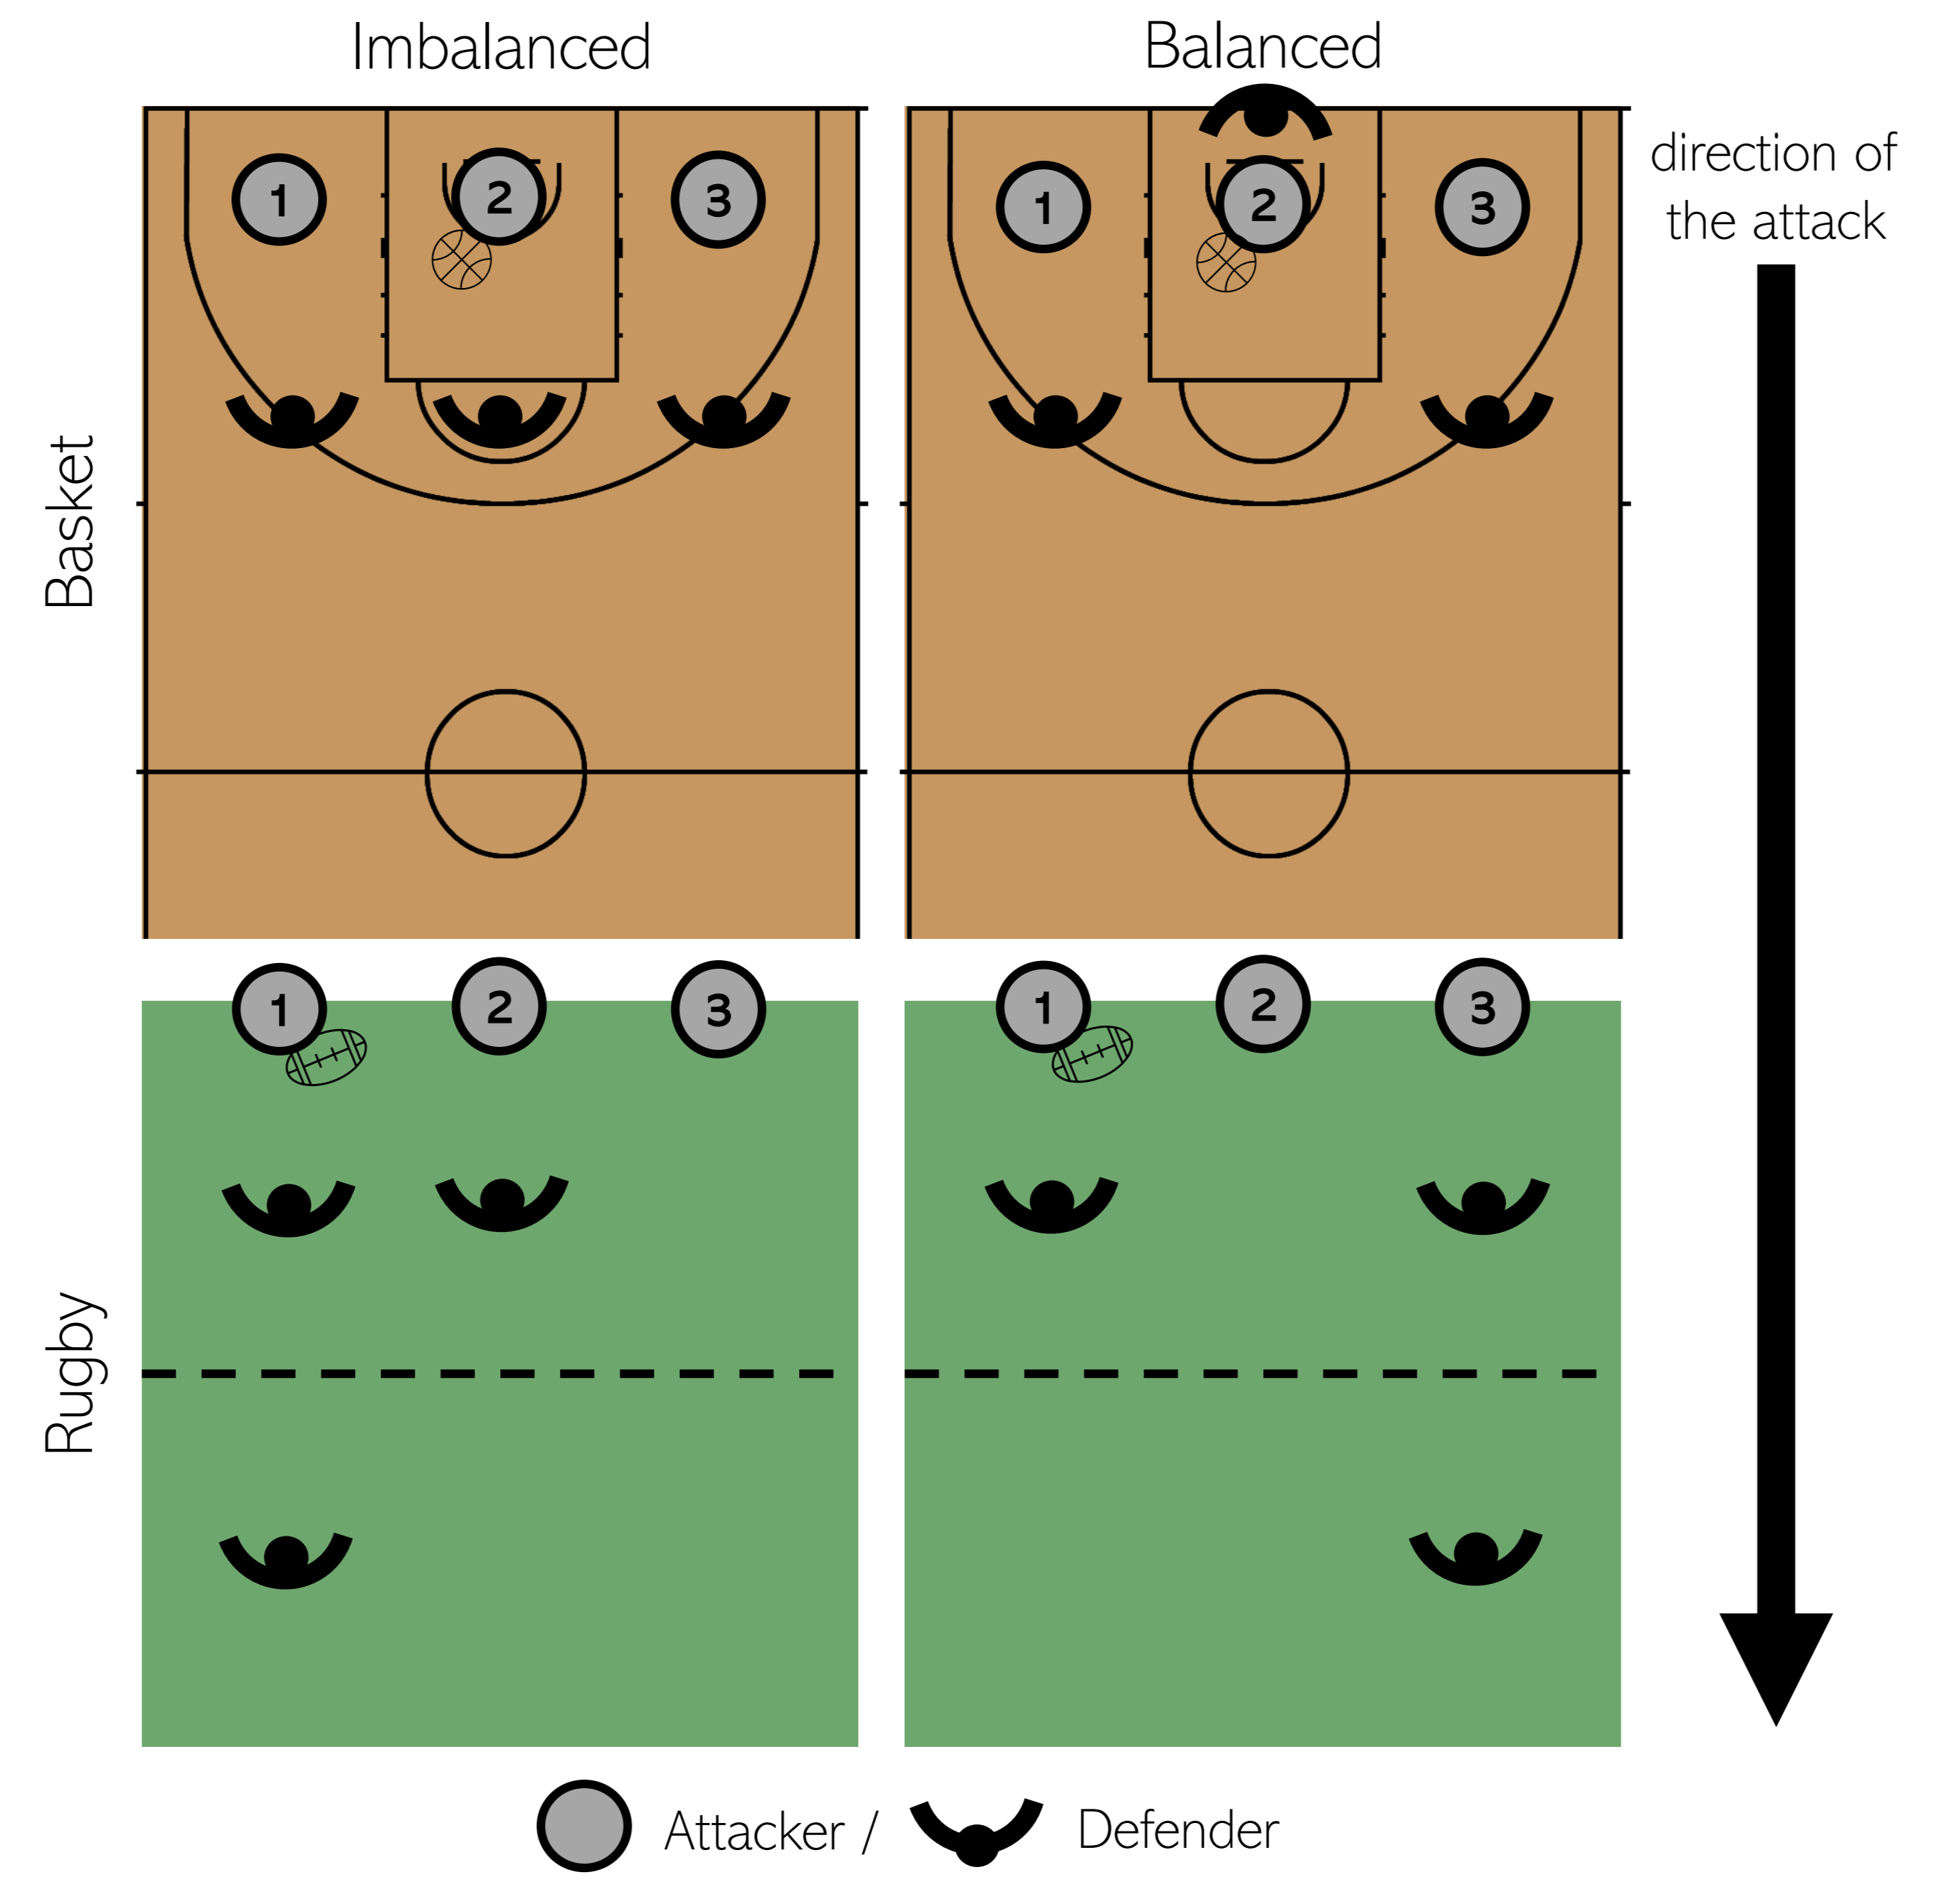 Imbalanced
Balanced
direction of
the attack
Basket
1
2
3
1
2
3
Rugby
1
2
3
1
2
3
Attacker /
Defender